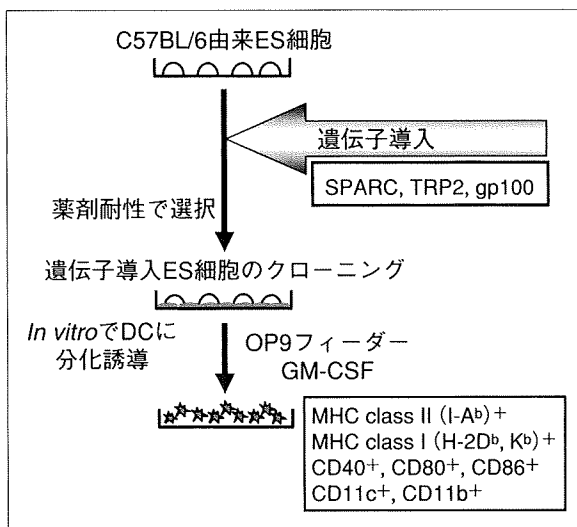 C57BL/6由来ES細胞
遺伝子導入
SPARC, TRP2, gp100
薬剤耐性で選択
遺伝子導入ES細胞のクローニング
In vitroでDCに
分化誘導
OP9フィーダー
GM-CSF
MHC class II (I-Aᵇ)+
MHC class I (H-2Dᵇ, Kᵇ)+
CD40⁺, CD80⁺, CD86⁺
CD11c⁺, CD11b⁺